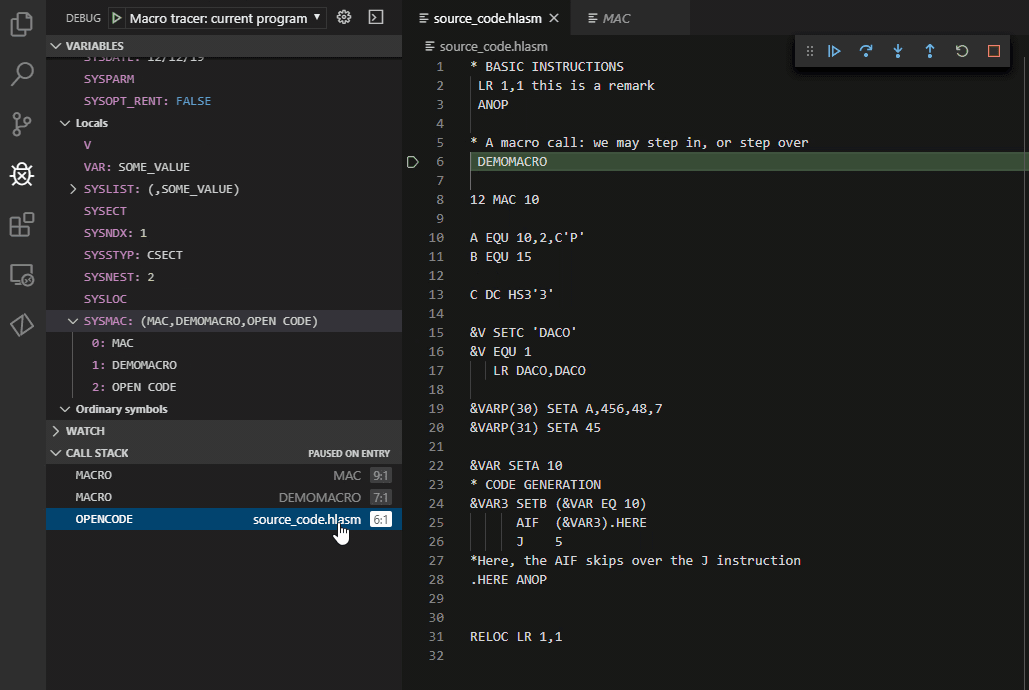 DEBUG Macro tracer: current program
VARIABLES
SYSDATE: 12/12/19
SYSPARM
SYSOPT_RENT: FALSE
Locals
V
VAR: SOME_VALUE
SYSLIST: (,SOME_VALUE)
SYSECT
SYSNDX: 1
SYSSTYP: CSECT
SYSNEST: 2
SYSLOC
SYSMAC: (MAC,DEMOMACRO,OPEN CODE)
0: MAC
1: DEMOMACRO
2: OPEN CODE
Ordinary symbols
WATCH
CALL STACK PAUSED ON ENTRY
MACRO MAC 9:1
MACRO DEMOMACRO 7:1
OPENCODE source_code.hlasm 6:1
source_code.hlasm MAC
source_code.hlasm
1 * BASIC INSTRUCTIONS
2 LR 1,1 this is a remark
3 ANOP
4
5 * A macro call: we may step in, or step over
6 DEMOMACRO
7
8 12 MAC 10
9
10 A EQU 10,2,C'P'
11 B EQU 15
12
13 C DC HS3'3'
14
15 &V SETC 'DACO'
16 &V EQU 1
17 LR DACO,DACO
18
19 &VARP(30) SETA A,456,48,7
20 &VARP(31) SETA 45
21
22 &VAR SETA 10
23 * CODE GENERATION
24 &VAR3 SETB (&VAR EQ 10)
25 AIF (&VAR3).HERE
26 J 5
27 *Here, the AIF skips over the J instruction
28 .HERE ANOP
29
30
31 RELOC LR 1,1
32